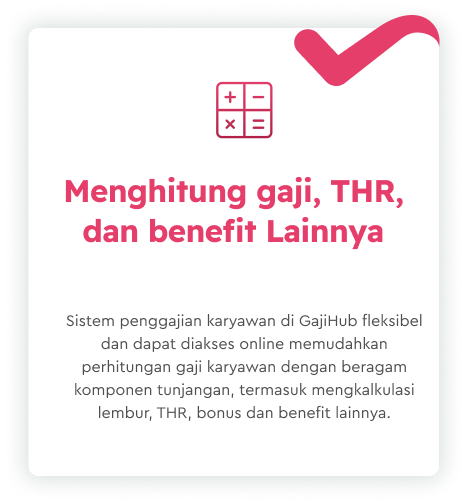 Menghitung gaji, THR,
dan benefit Lainnya
Sistem penggajian karyawan di GajiHub fleksibel
dan dapat diakses online memudahkan
perhitungan gaji karyawan dengan beragam
komponen tunjangan, termasuk mengkalkulasi
lembur, THR, bonus dan benefit lainnya.